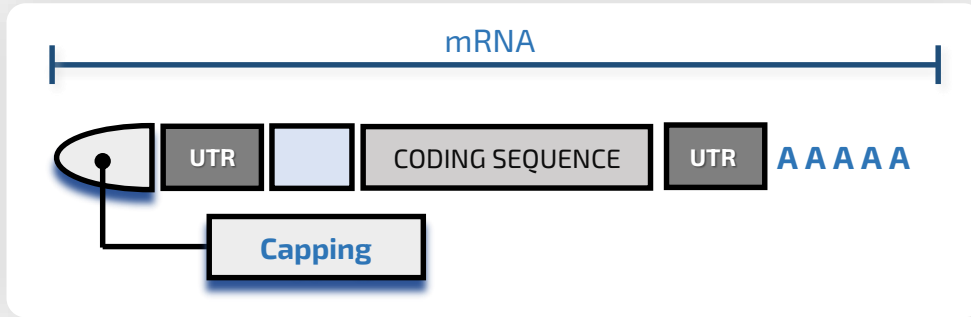 mRNA
UTR
CODING SEQUENCE
UTR
A A A A A
Capping